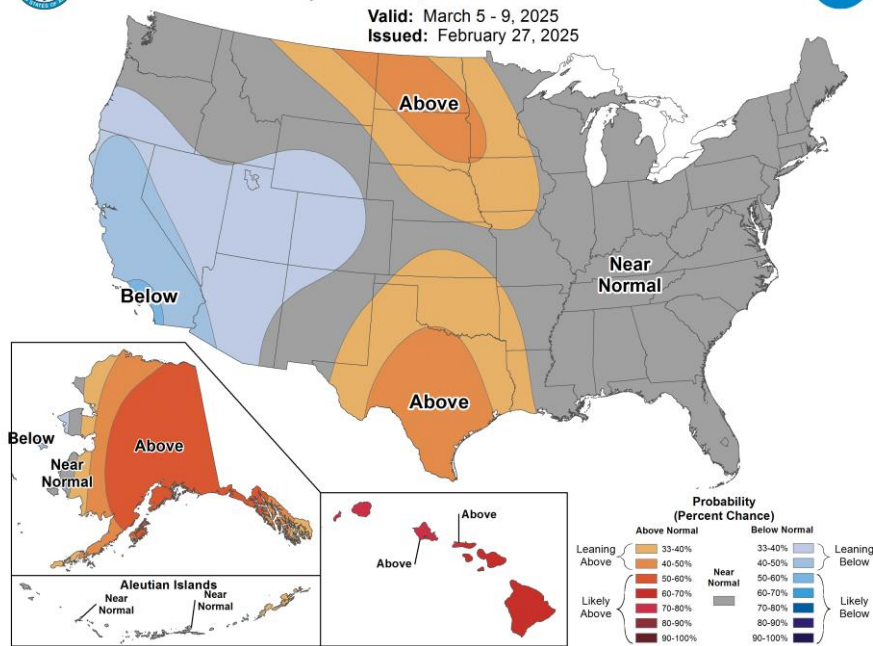 STATES OF AMER
Valid: March 5 - 9, 2025
Issued: February 27, 2025
Above
Near
Normal
Below
Above
Below
Above
Near
Normal
Above
Above
Aleutian Islands
Near
Normal
Near
Normal
Probability
(Percent Chance)
Above Normal
Below Normal
Leaning
Above
33-40%
40-50%
Likely
Above
50-60%
60-70%
70-80%
80-90%
90-100%
Near
Normal
33-40%
40-50%
Leaning
Below
50-60%
60-70%
70-80%
80-90%
90-100%
Likely
Below